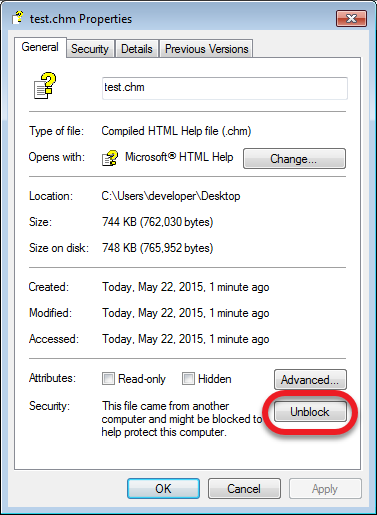 test.chm Properties
General Security Details Previous Versions
test.chm
Type of file: Compiled HTML Help file (.chm)
Opens with: Microsoft® HTML Help Change...
Location: C:\Users\developer\Desktop
Size: 744 KB (762,030 bytes)
Size on disk: 748 KB (765,952 bytes)
Created: Today, May 22, 2015, 1 minute ago
Modified: Today, May 22, 2015, 1 minute ago
Accessed: Today, May 22, 2015, 1 minute ago
Attributes: Read-only Hidden Advanced...
Security: This file came from another Unblock
computer and might be blocked to
help protect this computer.
OK Cancel Apply